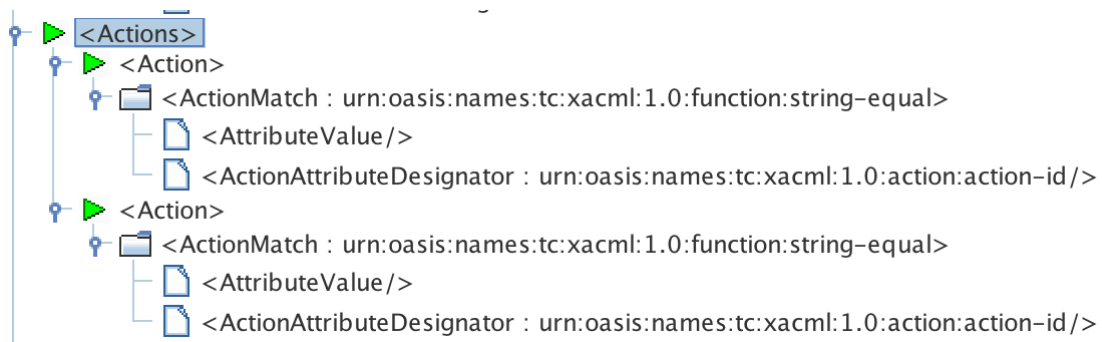 <Actions>
<Action>
<ActionMatch : urn:oasis:names:tc:xacml:1.0:function:string-equal>
<AttributeValue/>
<ActionAttributeDesignator : urn:oasis:names:tc:xacml:1.0:action:action-id/>
<Action>
<ActionMatch : urn:oasis:names:tc:xacml:1.0:function:string-equal>
<AttributeValue/>
<ActionAttributeDesignator : urn:oasis:names:tc:xacml:1.0:action:action-id/>